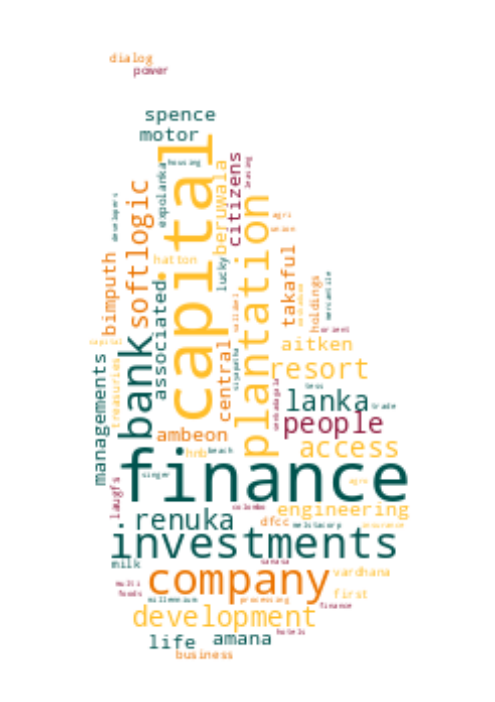 dialog
power
spence
motor
housing
expolanka
capital
beruwala
citizens
leasing
developers
softlogic
plantation
agri
union
bimputh
hatton
lucky
takaful
holdings
mercantile
orient
associated
capital
bank
central
aitken
managements
treasuries
resort
lanka
trade
people
ambeon
hnb
beach
access
finance
singer
agro
laugfs
colombo
engineering
renuka
dfcc
melstacorp
insurance
investments
milk
sanasa
company
vardhana
multi
foods
millennium
processing
first
finance
development
life
amana
hotels
business